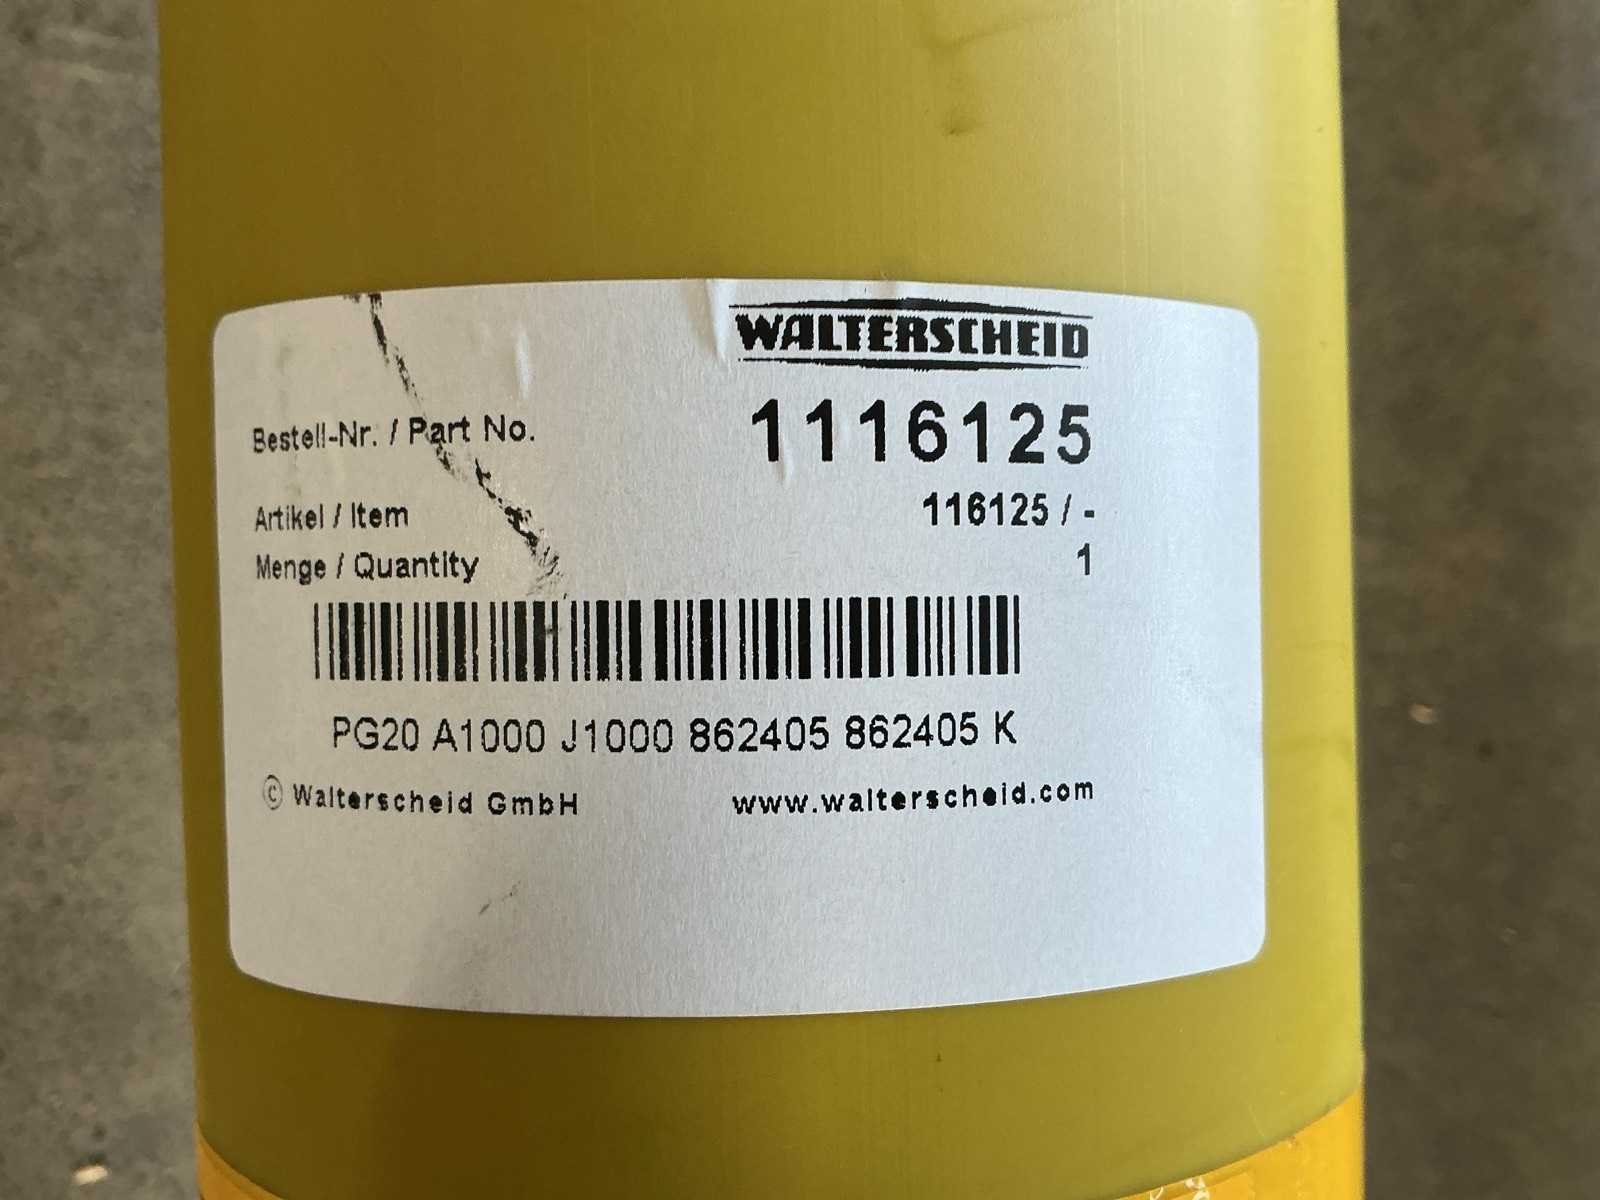 WALTERSCHEID
Bestell-Nr. / Part No. 1116125
Artikel / Item 116125 / -
Menge / Quantity 1
PG20 A1000 J1000 862405 862405 K
© Walterscheid GmbH www.walterscheid.com